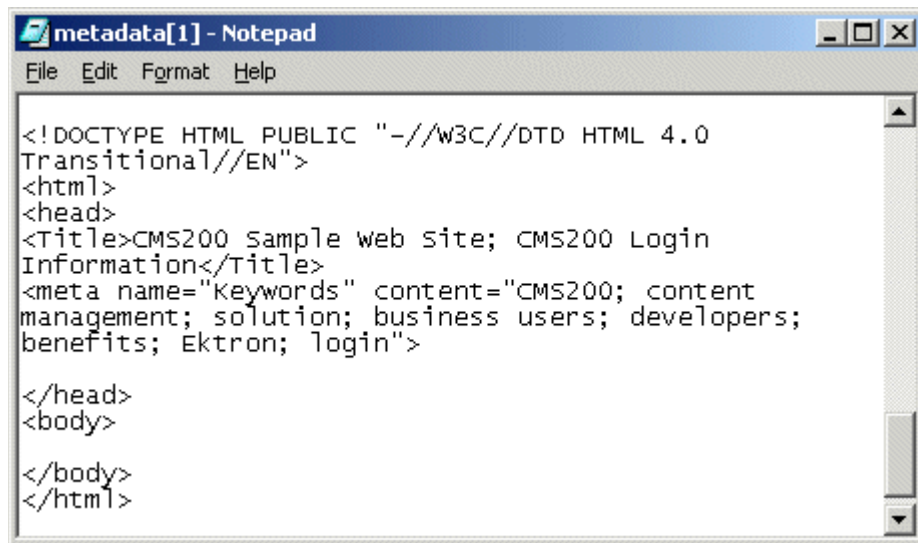 metadata[1] - Notepad
File Edit Format Help
<!DOCTYPE HTML PUBLIC "-//W3C//DTD HTML 4.0
Transitional//EN">
<html>
<head>
<Title>CMS200 Sample Web Site; CMS200 Login
Information</Title>
<meta name="Keywords" content="CMS200; content
management; solution; business users; developers;
benefits; Ektron; login">
</head>
<body>
</body>
</html>